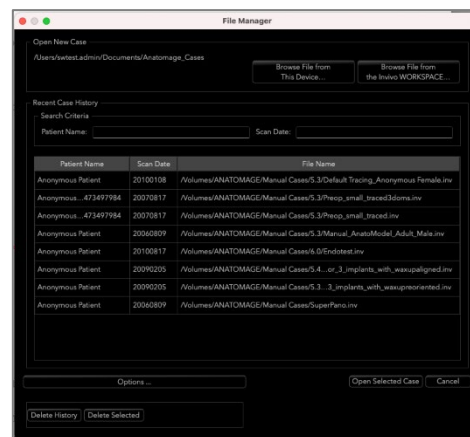 File Manager
Open New Case
/Users/swtest.admin/Documents/Anatomage_Cases
Browse File from This Device...
Browse File from the Invivo WORKSPACE...
Recent Case History
Search Criteria
Patient Name:
Scan Date:
Patient Name Scan Date File Name
Anonymous Patient 20100108 /Volumes/ANATOMAGE/Manual Cases/5.3/Default Tracing_Anonymous Female.inv
Anonymous...473497984 20070817 /Volumes/ANATOMAGE/Manual Cases/5.3/Preop_small_traced3doms.inv
Anonymous...473497984 20070817 /Volumes/ANATOMAGE/Manual Cases/5.3/Preop_small_traced.inv
Anonymous Patient 20060809 /Volumes/ANATOMAGE/Manual Cases/5.3/Manual_AnatoModel_Adult_Male.inv
Anonymous Patient 20100817 /Volumes/ANATOMAGE/Manual Cases/6.0/Endotest.inv
Anonymous Patient 20090205 /Volumes/ANATOMAGE/Manual Cases/5.4...or_3_implants_with_waxupaligned.inv
Anonymous Patient 20090205 /Volumes/ANATOMAGE/Manual Cases/5.3...3_implants_with_waxupreoriented.inv
Anonymous Patient 20060809 /Volumes/ANATOMAGE/Manual Cases/SuperPano.inv
Options ...
Open Selected Case
Cancel
Delete History
Delete Selected